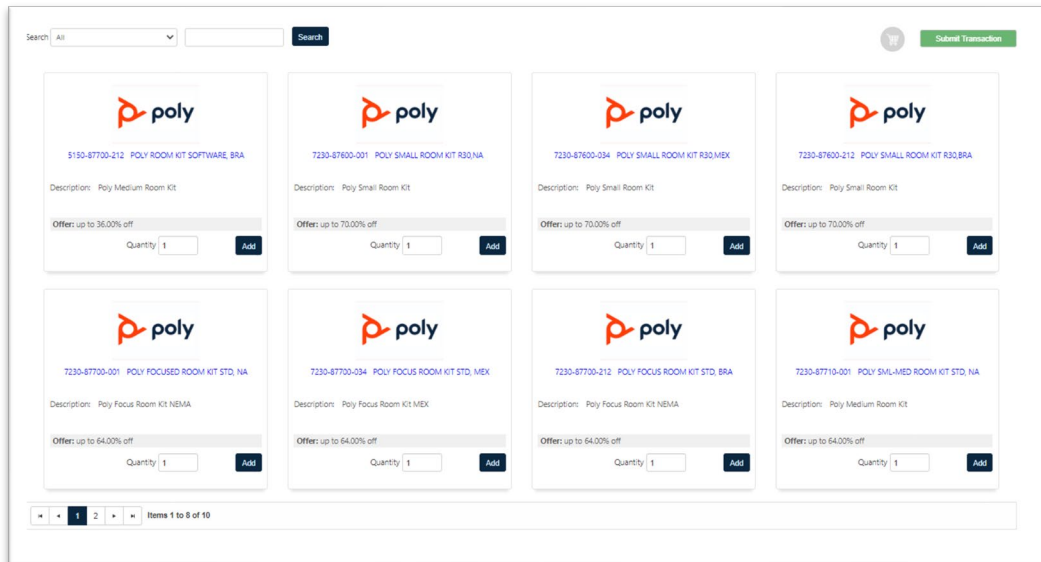 Search All Search Submit Transaction
poly poly poly poly
5150-87700-212 POLY ROOM KIT SOFTWARE, BRA 7230-87600-001 POLY SMALL ROOM KIT R30,NA 7230-87600-034 POLY SMALL ROOM KIT R30,MEX 7230-87600-212 POLY SMALL ROOM KIT R30,BRA
Description: Poly Medium Room Kit Description: Poly Small Room Kit Description: Poly Small Room Kit Description: Poly Small Room Kit
Offer: up to 36.00% off Offer: up to 70.00% off Offer: up to 70.00% off Offer: up to 70.00% off
Quantity 1 Add Quantity 1 Add Quantity 1 Add Quantity 1 Add
poly poly poly poly
7230-87700-001 POLY FOCUSED ROOM KIT STD, NA 7230-87700-034 POLY FOCUS ROOM KIT STD, MEX 7230-87700-212 POLY FOCUS ROOM KIT STD, BRA 7230-87710-001 POLY SML-MED ROOM KIT STD, NA
Description: Poly Focus Room Kit NEMA Description: Poly Focus Room Kit MEX Description: Poly Focus Room Kit NEMA Description: Poly Medium Room Kit
Offer: up to 64.00% off Offer: up to 64.00% off Offer: up to 64.00% off Offer: up to 64.00% off
Quantity 1 Add Quantity 1 Add Quantity 1 Add Quantity 1 Add
1 2 Items 1 to 8 of 10